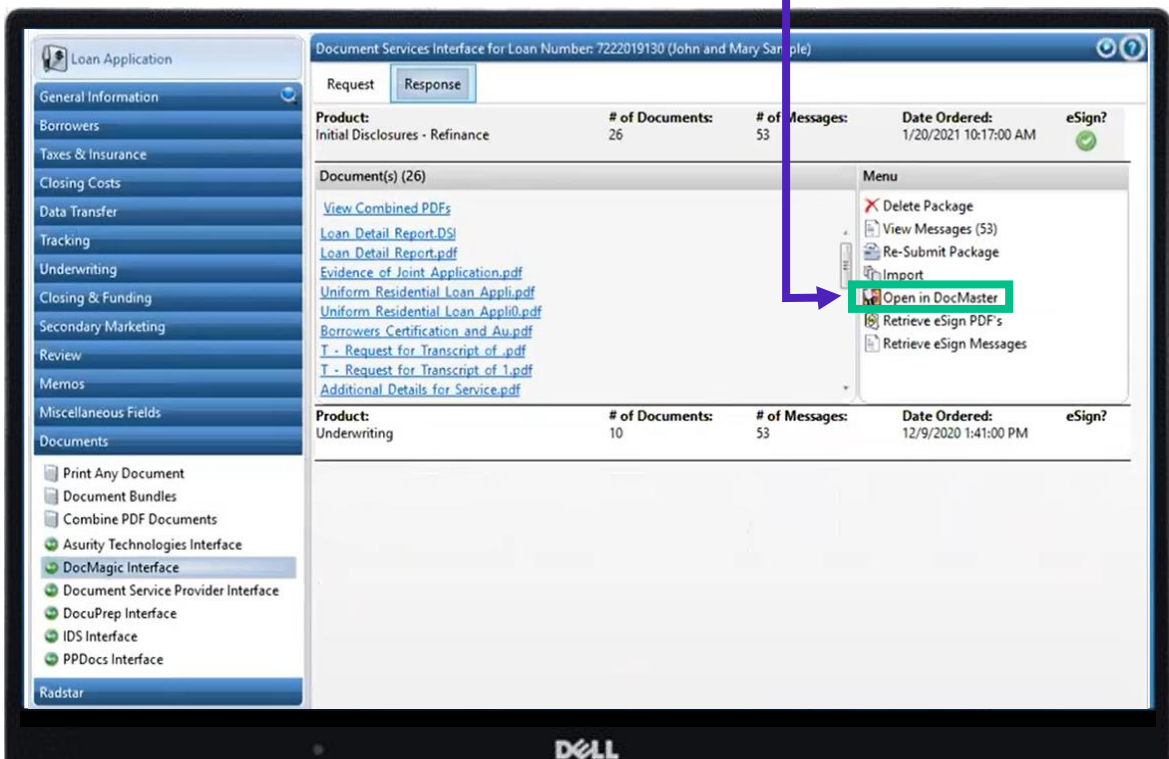 Loan Application
General Information
Borrowers
Taxes & Insurance
Closing Costs
Data Transfer
Tracking
Underwriting
Closing & Funding
Secondary Marketing
Review
Memos
Miscellaneous Fields
Documents
Print Any Document
Document Bundles
Combine PDF Documents
Asurity Technologies Interface
DocMagic Interface
Document Service Provider Interface
DocuPrep Interface
IDS Interface
PPDocs Interface
Radstar
Document Services Interface for Loan Number: 7222019130 (John and Mary Sample)
Request Response
Product: # of Documents: # of Messages: Date Ordered: eSign?
Initial Disclosures - Refinance 26 53 1/20/2021 10:17:00 AM
Document(s) (26)
View Combined PDFs
Loan Detail Report.DSI
Loan Detail Report.pdf
Evidence of Joint Application.pdf
Uniform Residential Loan Appli.pdf
Uniform Residential Loan Appli0.pdf
Borrowers Certification and Au.pdf
T - Request for Transcript of .pdf
T - Request for Transcript of 1.pdf
Additional Details for Service.pdf
Menu
Delete Package
View Messages (53)
Re-Submit Package
Import
Open in DocMaster
Retrieve eSign PDF's
Retrieve eSign Messages
Product: # of Documents: # of Messages: Date Ordered: eSign?
Underwriting 10 53 12/9/2020 1:41:00 PM
DELL